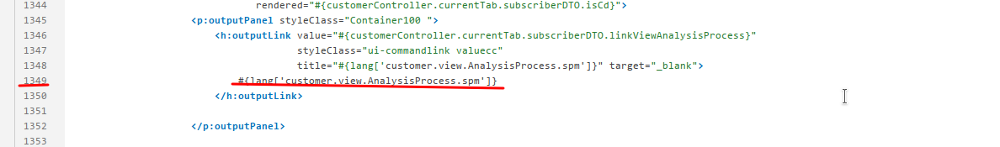 1344 rendered="#{customerController.currentTab.subscriberDTO.isCd}">
1345 <p:outputPanel styleClass="Container100 ">
1346 <h:outputLink value="#{customerController.currentTab.subscriberDTO.linkViewAnalysisProcess}"
1347 styleClass="ui-commandlink valuecc"
1348 title="#{lang['customer.view.AnalysisProcess.spm']}" target="_blank">
1349 #{lang['customer.view.AnalysisProcess.spm']}
1350 </h:outputLink>
1351
1352 </p:outputPanel>
1353